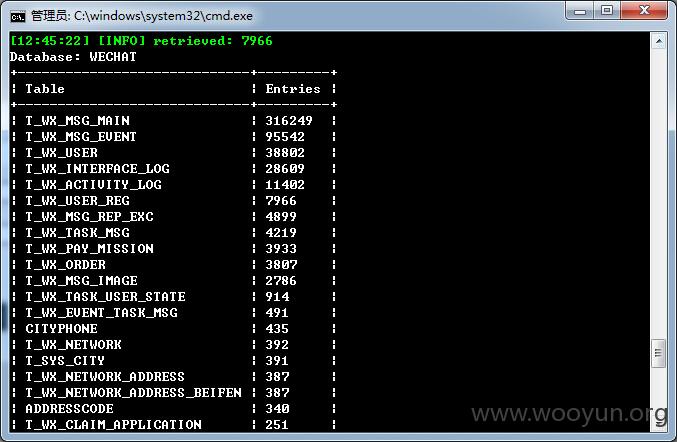 管理员: C:\windows\system32\cmd.exe
[12:45:22] [INFO] retrieved: 7966
Database: WECHAT
+--------------------------------+---------+
| Table | Entries |
+--------------------------------+---------+
| T_WX_MSG_MAIN | 316249 |
| T_WX_MSG_EVENT | 95542 |
| T_WX_USER | 38802 |
| T_WX_INTERFACE_LOG | 28609 |
| T_WX_ACTIVITY_LOG | 11402 |
| T_WX_USER_REG | 7966 |
| T_WX_MSG_REP_EXC | 4899 |
| T_WX_TASK_MSG | 4219 |
| T_WX_PAY_MISSION | 3933 |
| T_WX_ORDER | 3807 |
| T_WX_MSG_IMAGE | 2786 |
| T_WX_TASK_USER_STATE | 914 |
| T_WX_EVENT_TASK_MSG | 491 |
| CITYPHONE | 435 |
| T_WX_NETWORK | 392 |
| T_SYS_CITY | 391 |
| T_WX_NETWORK_ADDRESS | 387 |
| T_WX_NETWORK_ADDRESS_BEIFEN | 387 |
| ADDRESSCODE | 340 |
| T_WX_CLAIM_APPLICATION | 251 |
www.wooyun.org